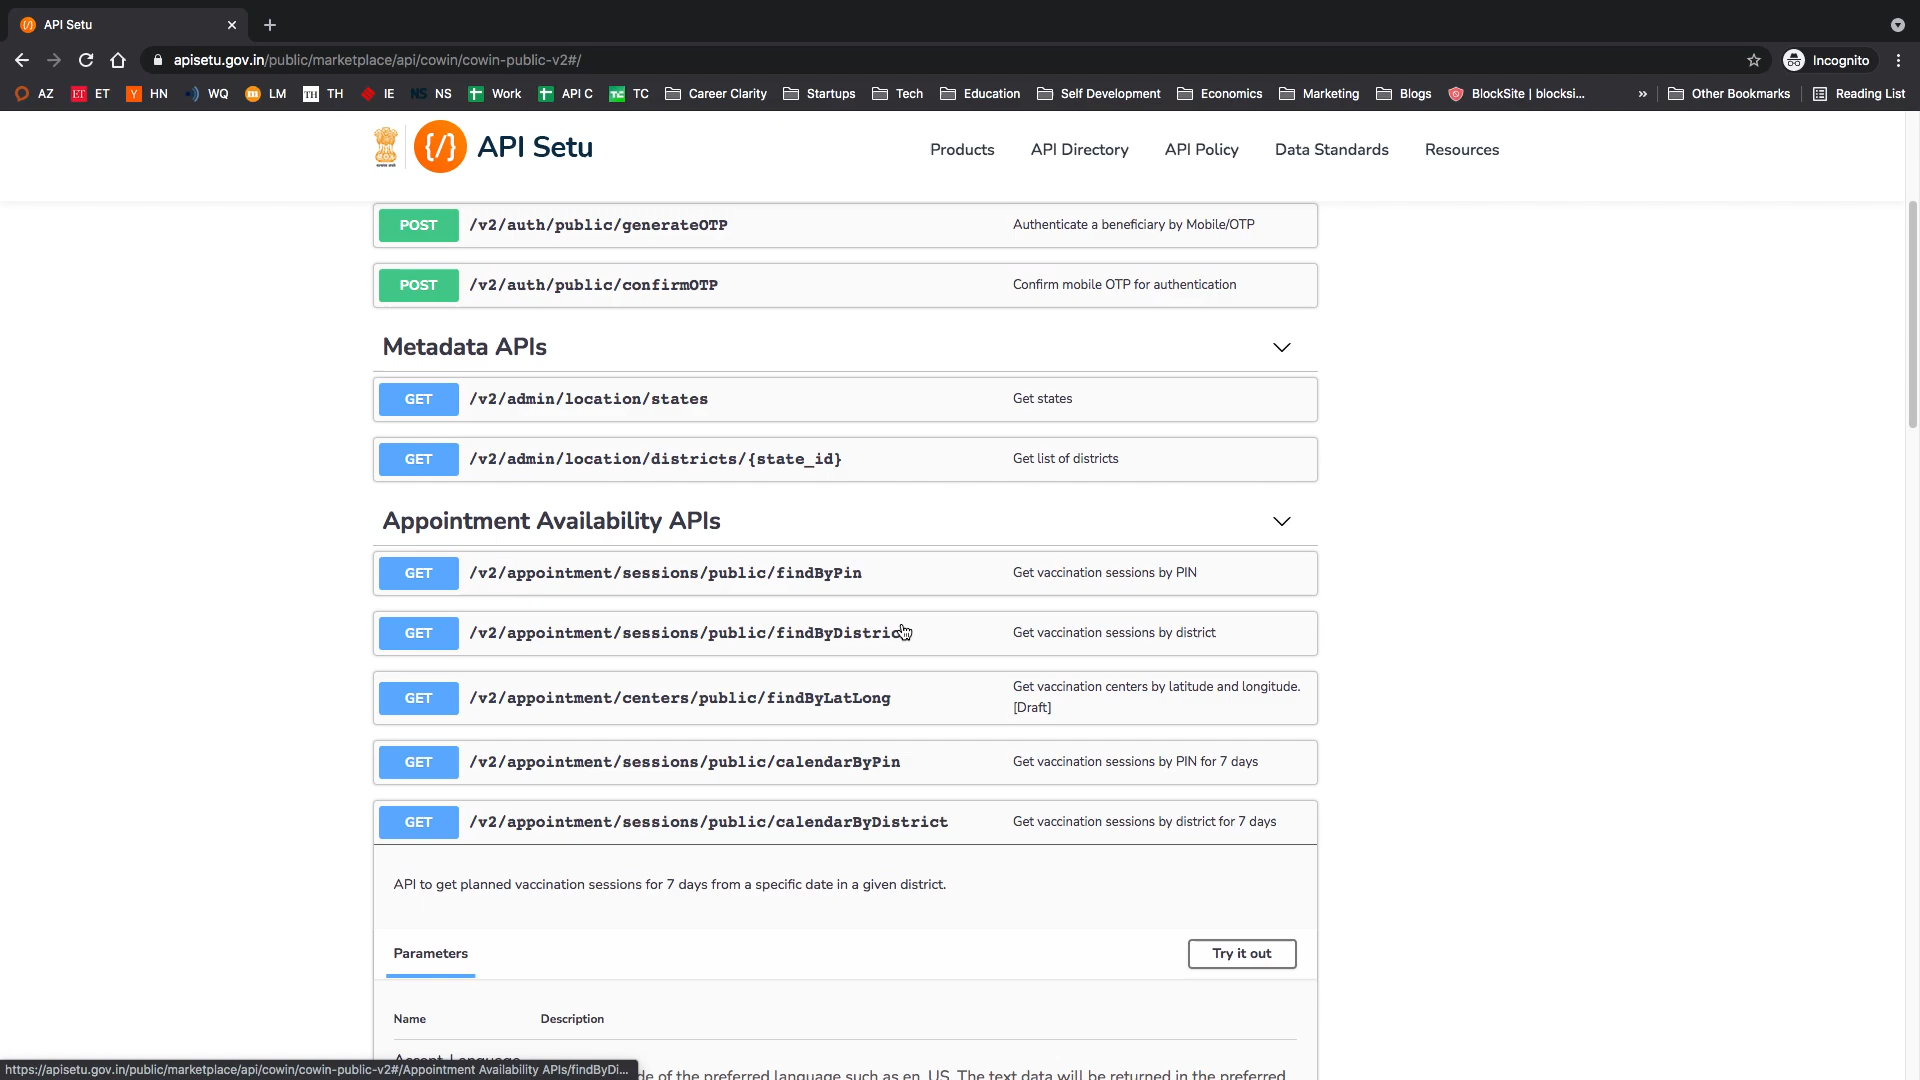 API Setu
apisetu.gov.in/public/marketplace/api/cowin/cowin-public-v2#/
Incognito
AZ
ET ET
Y HN
WQ
m LM
TH TH
IE
NS NS
Work
API C
TC TC
Career Clarity
Startups
Tech
Education
Self Development
Economics
Marketing
Blogs
BlockSite | blocksi...
»
Other Bookmarks
Reading List
{/} API Setu
Products
API Directory
API Policy
Data Standards
Resources
POST /v2/auth/public/generateOTP Authenticate a beneficiary by Mobile/OTP
POST /v2/auth/public/confirmOTP Confirm mobile OTP for authentication
Metadata APIs
GET /v2/admin/location/states Get states
GET /v2/admin/location/districts/{state_id} Get list of districts
Appointment Availability APIs
GET /v2/appointment/sessions/public/findByPin Get vaccination sessions by PIN
GET /v2/appointment/sessions/public/findByDistric Get vaccination sessions by district
GET /v2/appointment/centers/public/findByLatLong Get vaccination centers by latitude and longitude.
[Draft]
GET /v2/appointment/sessions/public/calendarByPin Get vaccination sessions by PIN for 7 days
GET /v2/appointment/sessions/public/calendarByDistrict Get vaccination sessions by district for 7 days
API to get planned vaccination sessions for 7 days from a specific date in a given district.
Parameters
Try it out
Name Description
Accept-Language
https://apisetu.gov.in/public/marketplace/api/cowin/cowin-public-v2#/Appointment Availability APIs/findByDi...
de of the preferred language such as en_US. The text data will be returned in the preferred